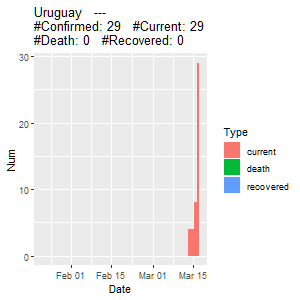 Uruguay   ---
#Confirmed: 29   #Current: 29
#Death: 0   #Recovered: 0
30
20
10
0
Num
Feb 01
Feb 15
Mar 01
Mar 15
Date
Type
current
death
recovered